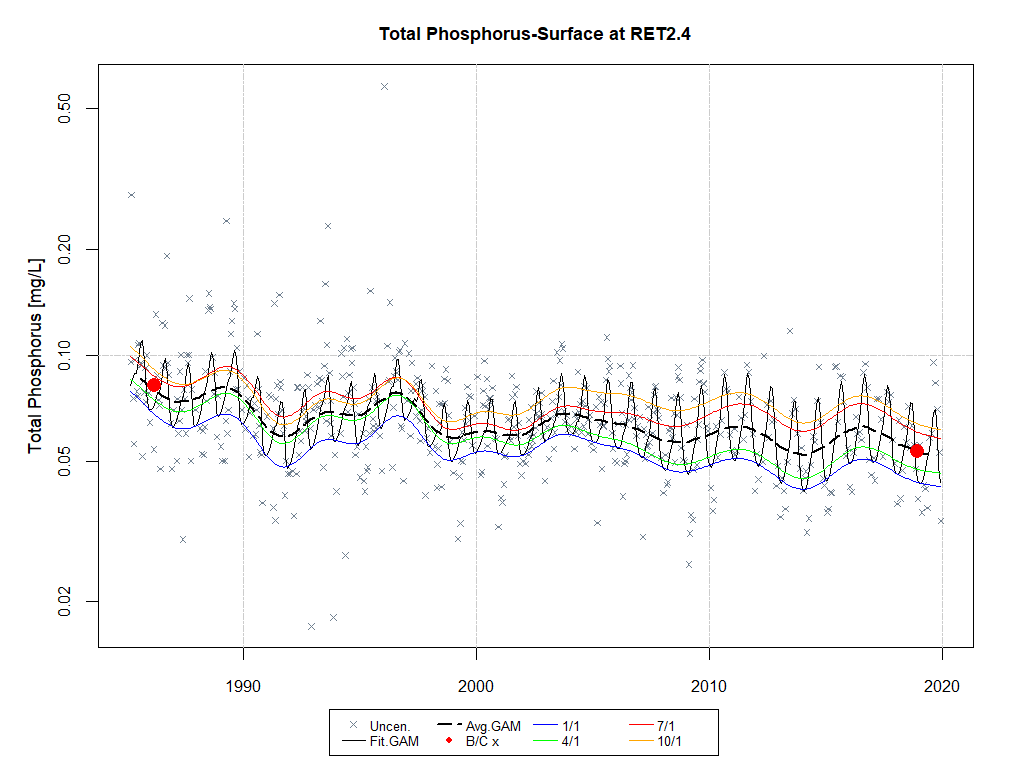 Total Phosphorus-Surface at RET2.4
Total Phosphorus [mg/L]
0.50
0.20
0.10
0.05
0.02
1990 2000 2010 2020
Uncen. Avg.GAM 1/1 7/1
Fit.GAM B/C x 4/1 10/1